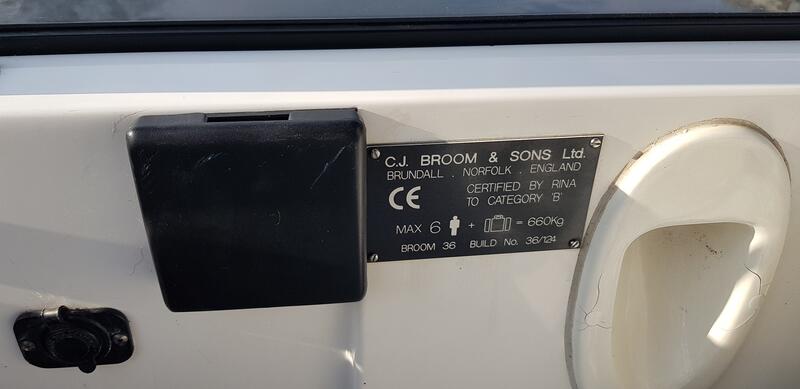 C.J. BROOM & SONS Ltd.
BRUNDALL . NORFOLK . ENGLAND
CE
CERTIFIED BY RINA
TO CATEGORY 'B'
MAX 6 + = 660Kg
BROOM 36 BUILD No. 36/124